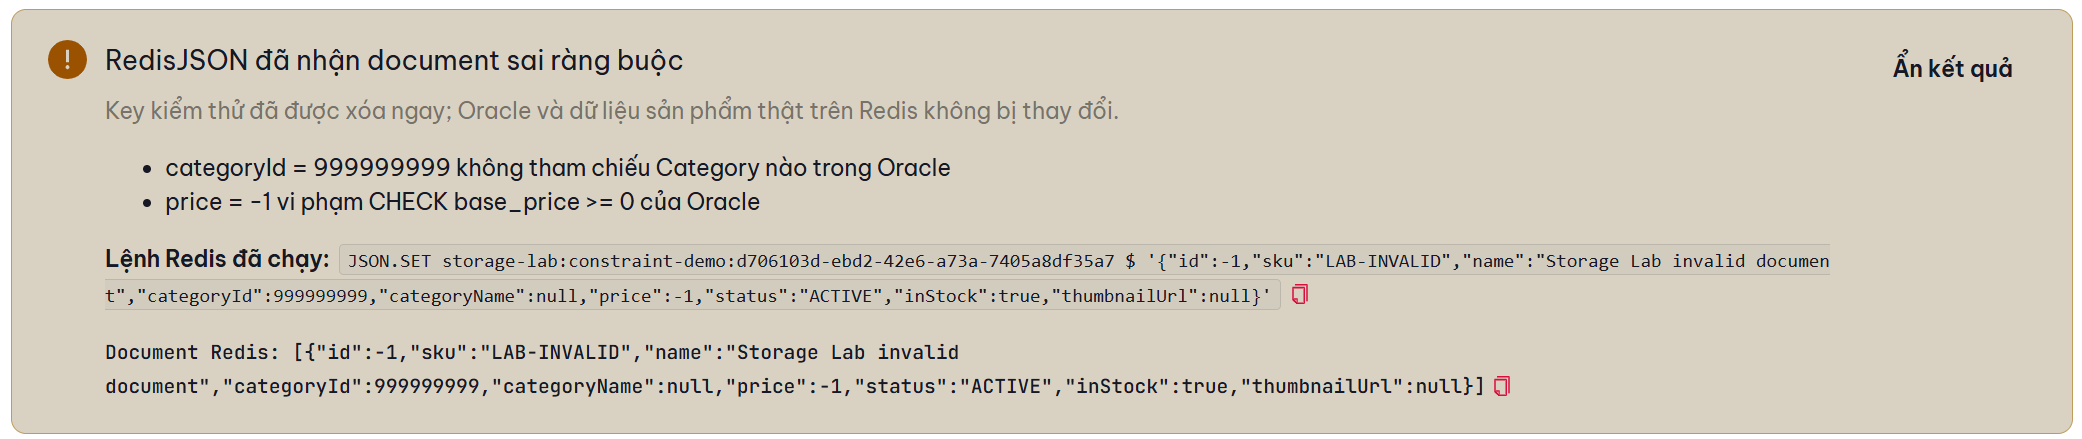 RedisJSON đã nhận document sai ràng buộc
Ẩn kết quả
Key kiểm thử đã được xóa ngay; Oracle và dữ liệu sản phẩm thật trên Redis không bị thay đổi.
• categoryId = 999999999 không tham chiếu Category nào trong Oracle
• price = -1 vi phạm CHECK base_price >= 0 của Oracle
Lệnh Redis đã chạy: JSON.SET storage-lab:constraint-demo:d706103d-ebd2-42e6-a73a-7405a8df35a7 $ '{"id":-1,"sku":"LAB-INVALID","name":"Storage Lab invalid documen
t","categoryId":999999999,"categoryName":null,"price":-1,"status":"ACTIVE","inStock":true,"thumbnailUrl":null}'
Document Redis: [{"id":-1,"sku":"LAB-INVALID","name":"Storage Lab invalid
document","categoryId":999999999,"categoryName":null,"price":-1,"status":"ACTIVE","inStock":true,"thumbnailUrl":null}]